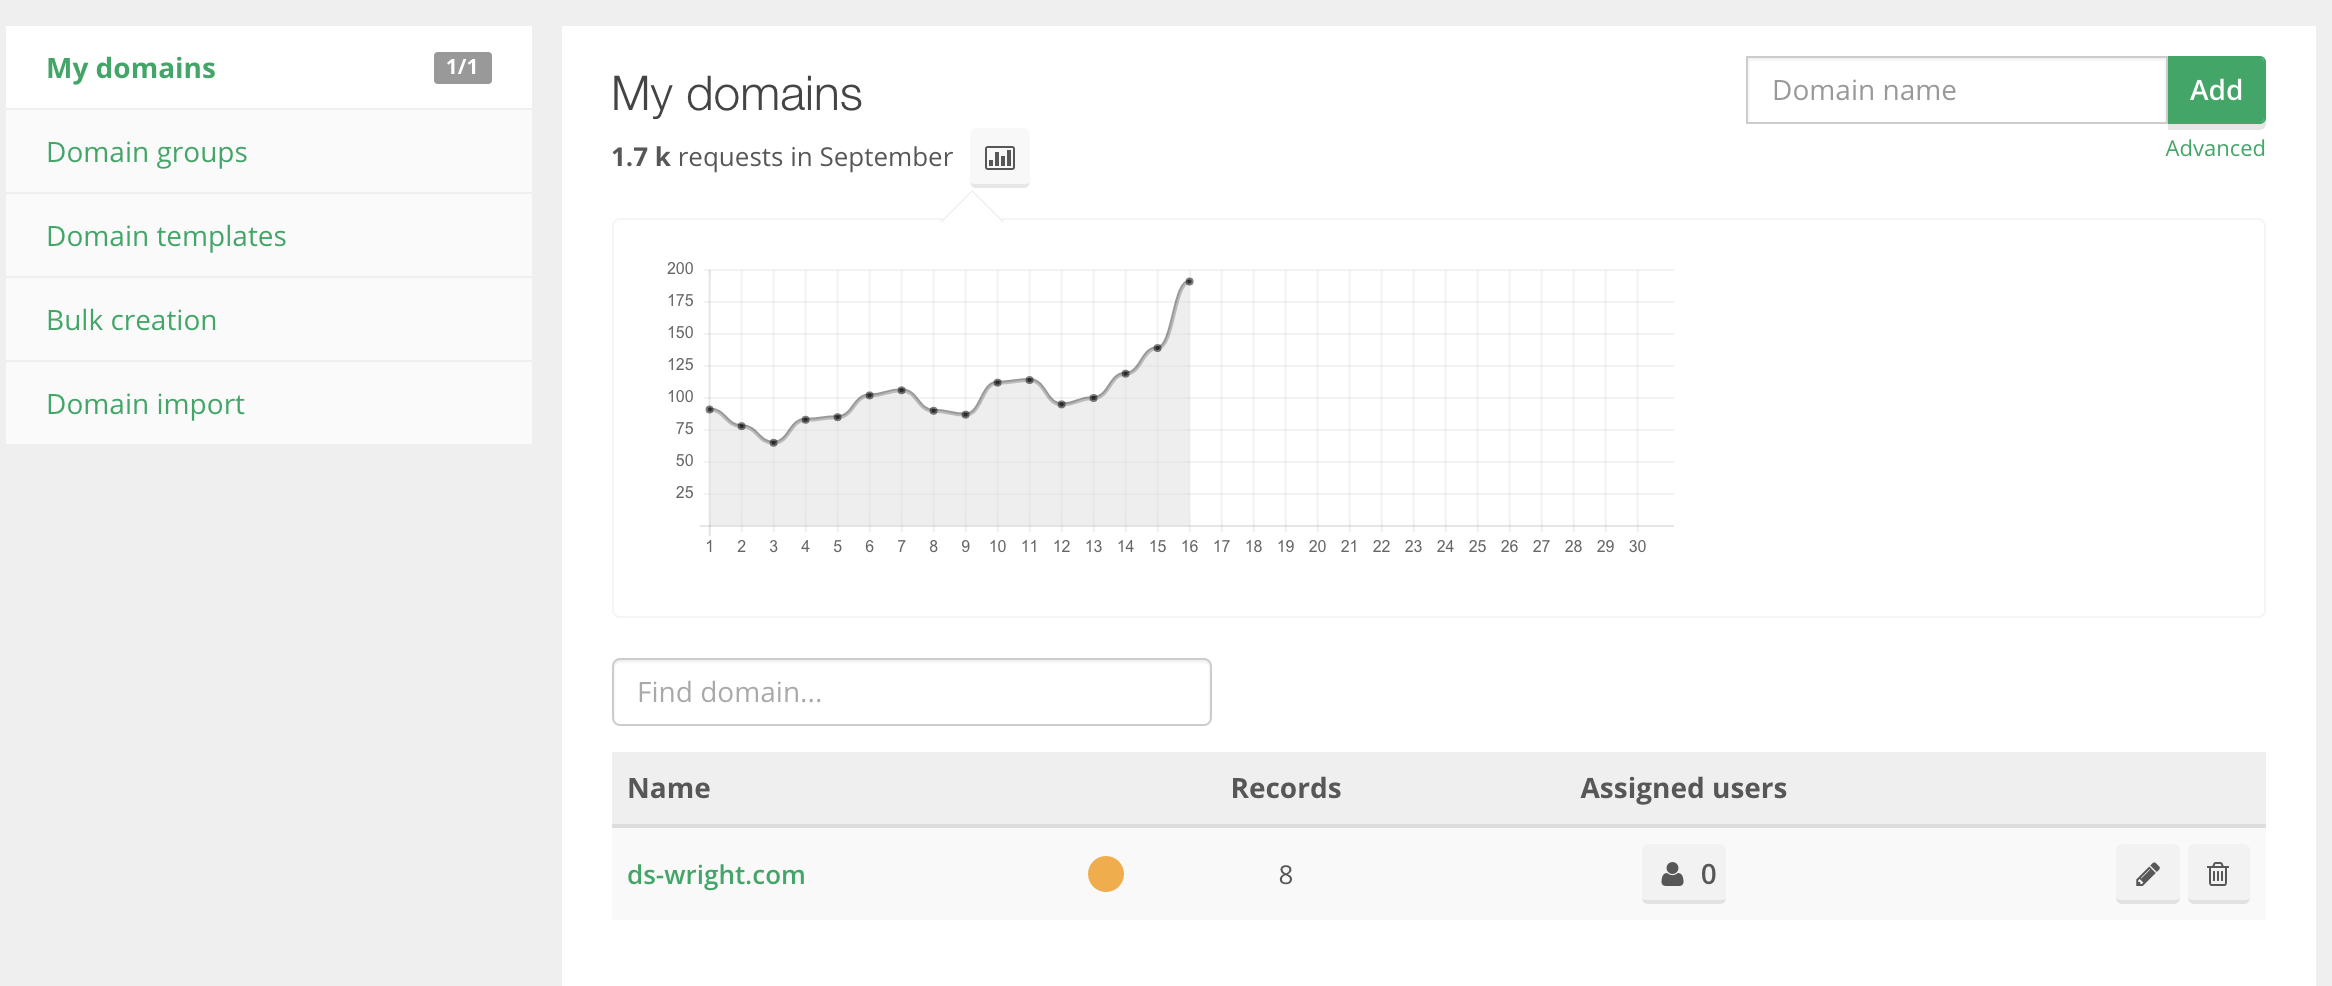 My domains 1/1
Domain groups
Domain templates
Bulk creation
Domain import
My domains
Domain name Add
1.7 k requests in September
Advanced
200
175
150
125
100
75
50
25
1 2 3 4 5 6 7 8 9 10 11 12 13 14 15 16 17 18 19 20 21 22 23 24 25 26 27 28 29 30
Find domain...
Name Records Assigned users
ds-wright.com 8 0